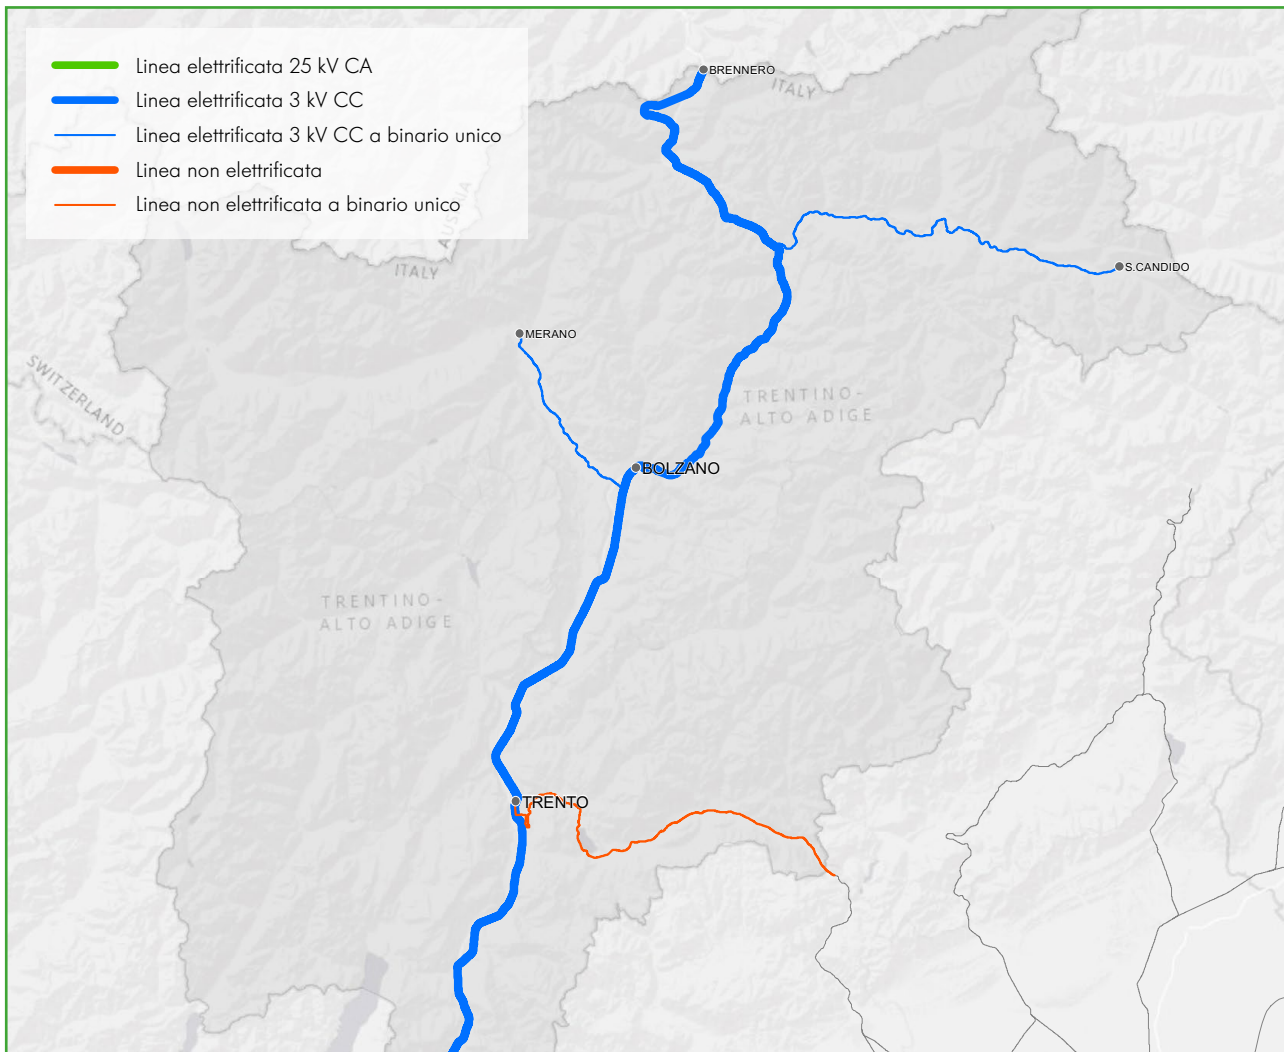 Linea elettrificata 25 kV CA
Linea elettrificata 3 kV CC
Linea elettrificata 3 kV CC a binario unico
Linea non elettrificata
Linea non elettrificata a binario unico
BRENNERO
ITALY
AUSTRIA
ITALY
S.CANDIDO
MERANO
SWITZERLAND
TRENTINO-
ALTO ADIGE
BOLZANO
TRENTINO-
ALTO ADIGE
TRENTO